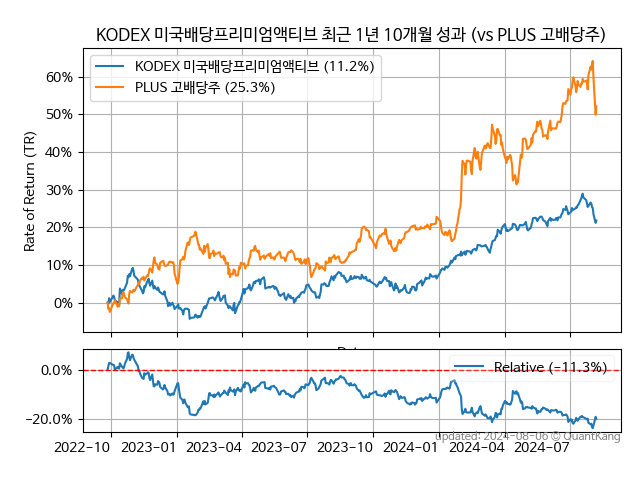 KODEX 미국배당프리미엄액티브 최근 1년 10개월 성과 (vs PLUS 고배당주)
KODEX 미국배당프리미엄액티브 (11.2%)
PLUS 고배당주 (25.3%)
Rate of Return (TR)
60%
50%
40%
30%
20%
10%
0%
Relative (−11.3%)
0.0%
−20.0%
2022-10 2023-01 2023-04 2023-07 2023-10 2024-01 2024-04 2024-07
updated: 2024-08-06 © QuantKang